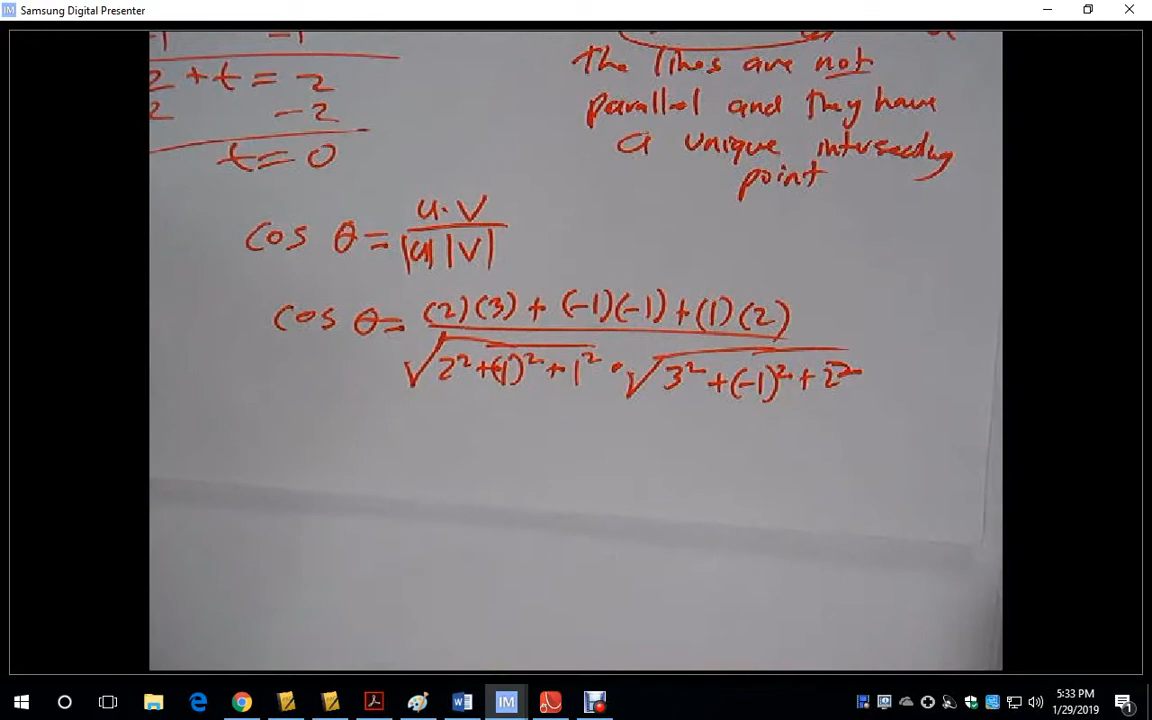 Samsung Digital Presenter
2 + t = 2
2 -2
t = 0
the lines are not
parallel and they have
a unique intersecting
point
cos θ = u·v / |u| |v|
cos θ = (2)(3) + (-1)(-1) + (1)(2) / √2² + (-1)² + 1² · √3² + (-1)² + 2²
5:33 PM
1/29/2019